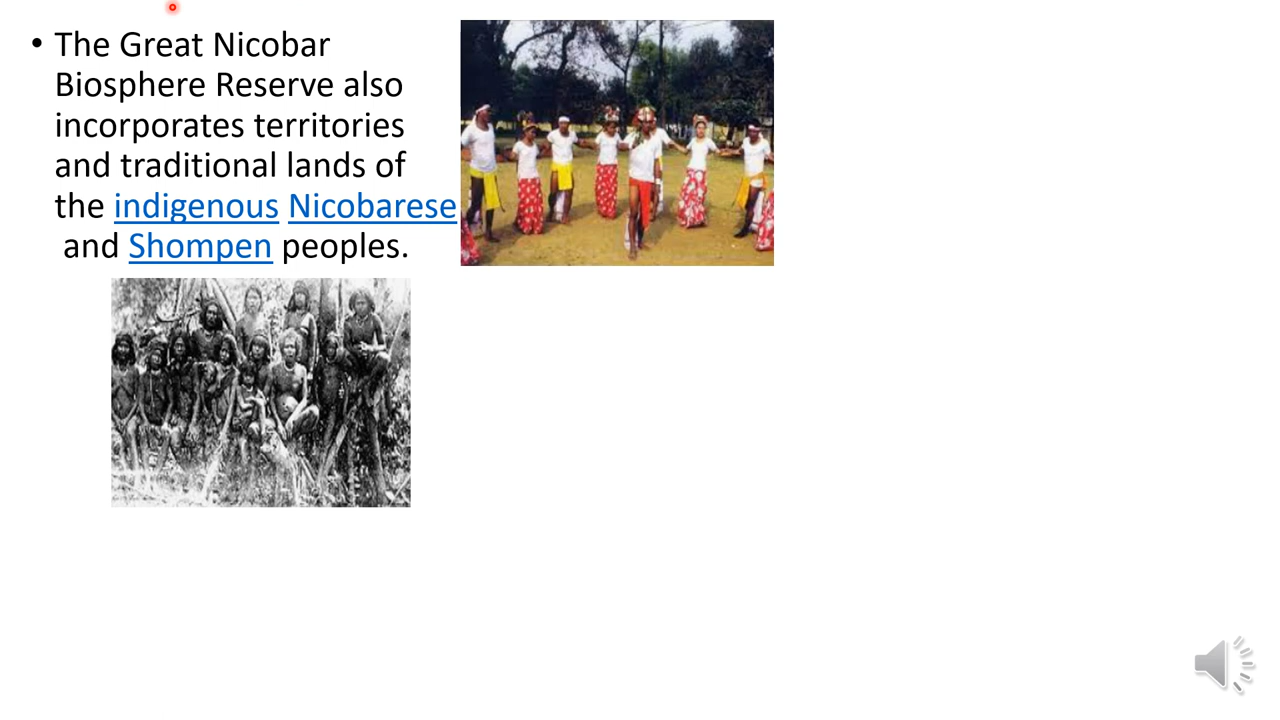 • The Great Nicobar
Biosphere Reserve also
incorporates territories
and traditional lands of
the indigenous Nicobarese
and Shompen peoples.